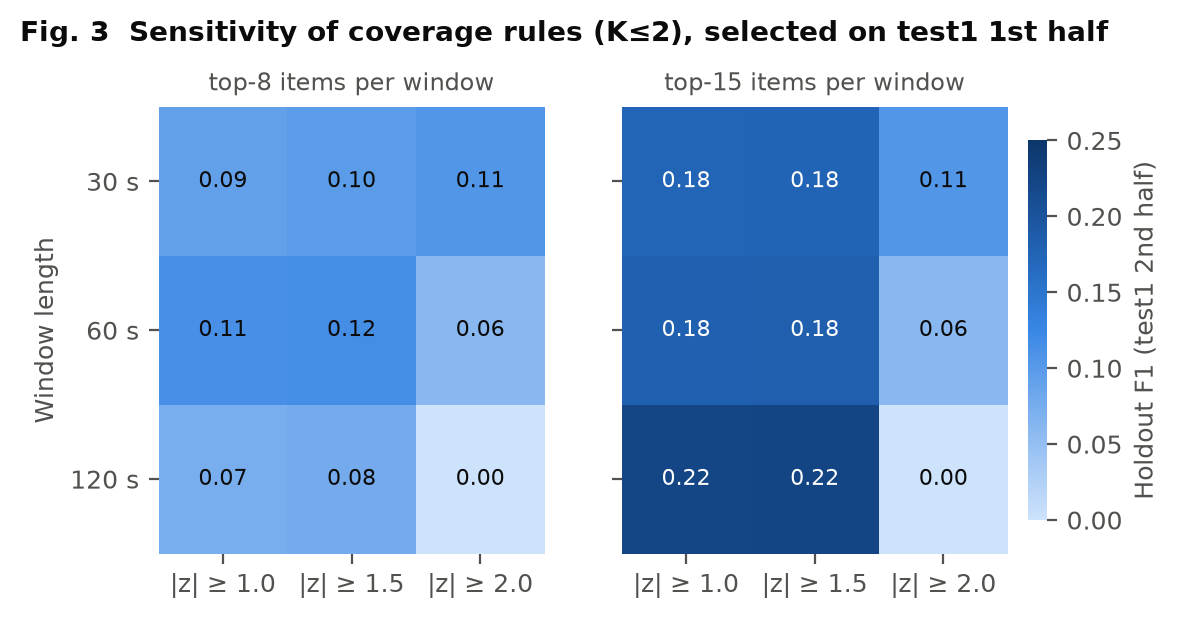 Fig. 3  Sensitivity of coverage rules (K≤2), selected on test1 1st half
top-8 items per window
top-15 items per window
Window length
30 s
0.09 0.10 0.11
0.18 0.18 0.11
60 s
0.11 0.12 0.06
0.18 0.18 0.06
120 s
0.07 0.08 0.00
0.22 0.22 0.00
|z| ≥ 1.0 |z| ≥ 1.5 |z| ≥ 2.0
|z| ≥ 1.0 |z| ≥ 1.5 |z| ≥ 2.0
0.25
0.20
0.15
0.10
0.05
0.00
Holdout F1 (test1 2nd half)